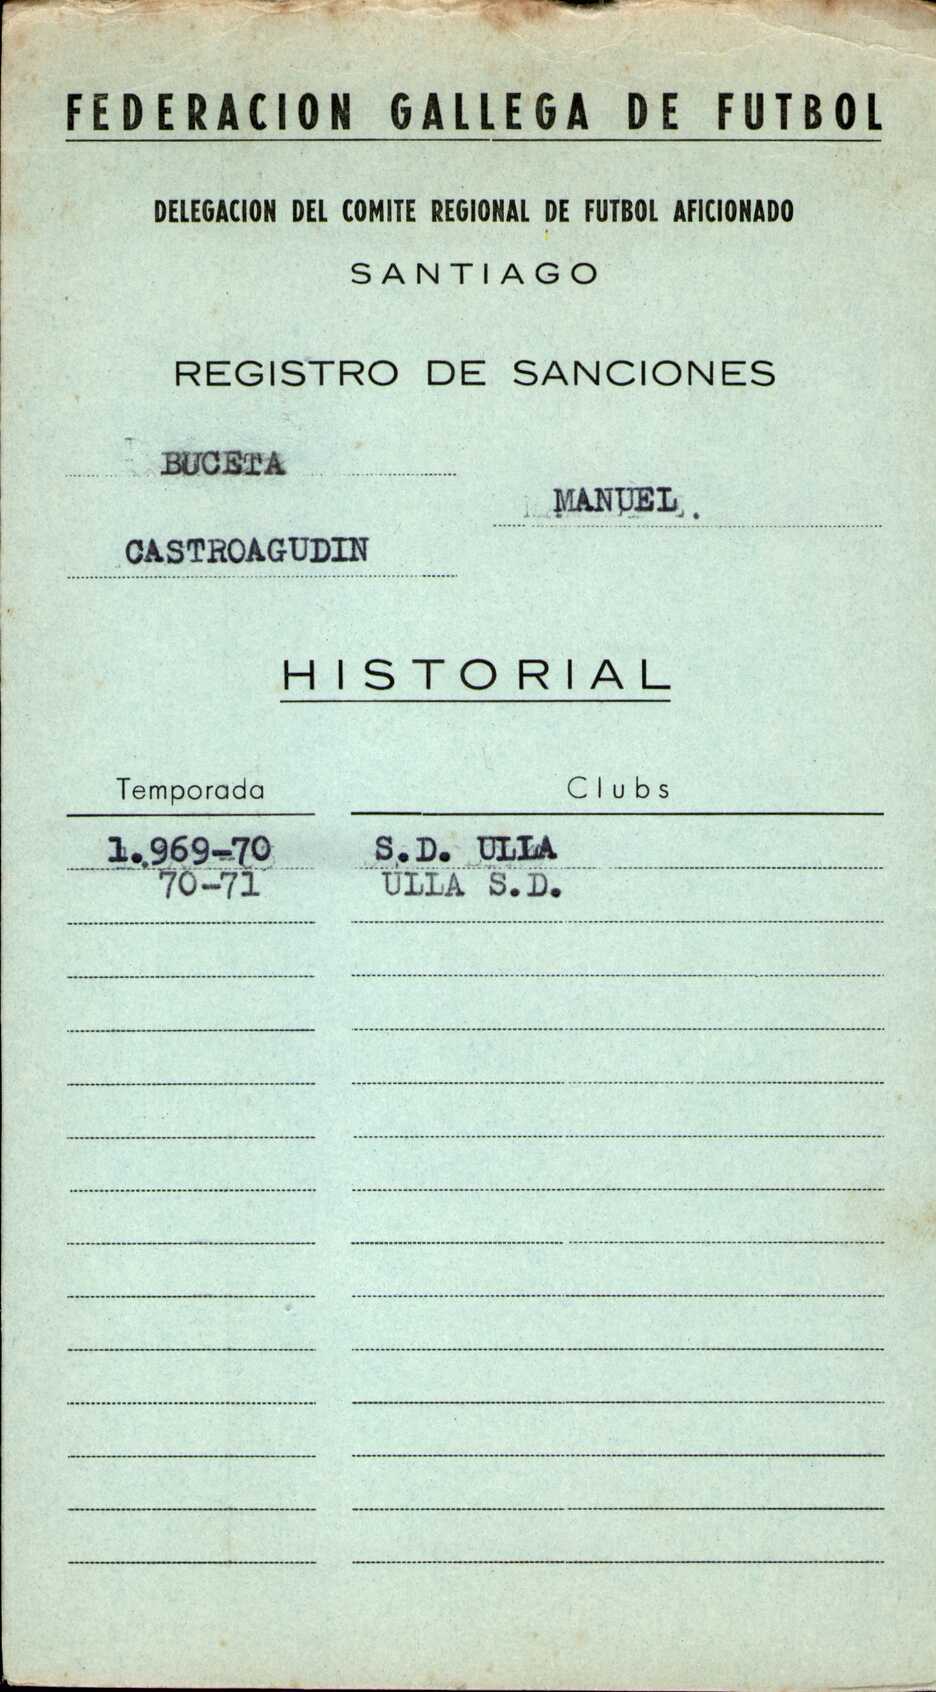 FEDERACION GALLEGA DE FUTBOL
DELEGACION DEL COMITE REGIONAL DE FUTBOL AFICIONADO
SANTIAGO
REGISTRO DE SANCIONES
BUCETA
MANUEL.
CASTROAGUDIN
HISTORIAL
Temporada Clubs
1.969-70 S.D. ULLA
70-71 ULLA S.D.